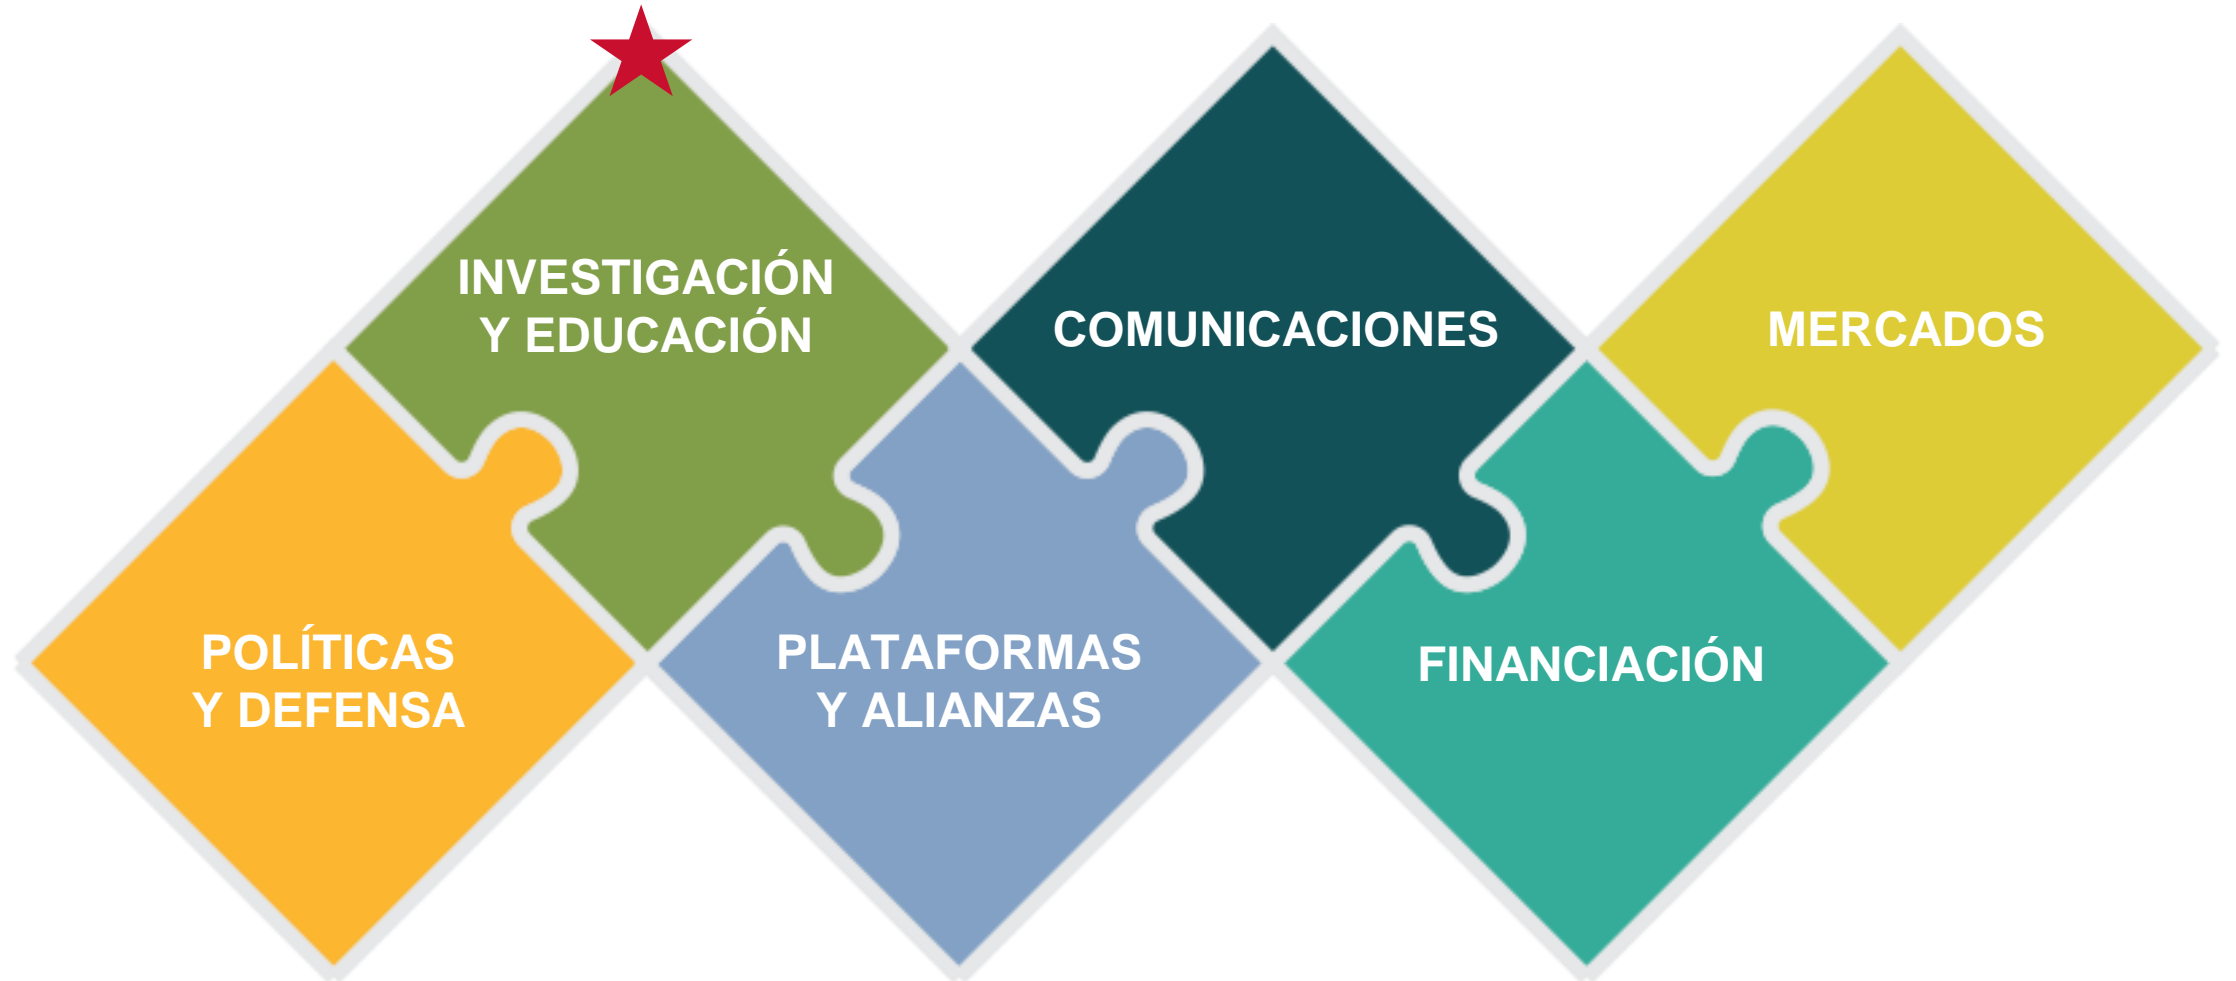 INVESTIGACIÓN
Y EDUCACIÓN
COMUNICACIONES
MERCADOS
POLÍTICAS
Y DEFENSA
PLATAFORMAS
Y ALIANZAS
FINANCIACIÓN